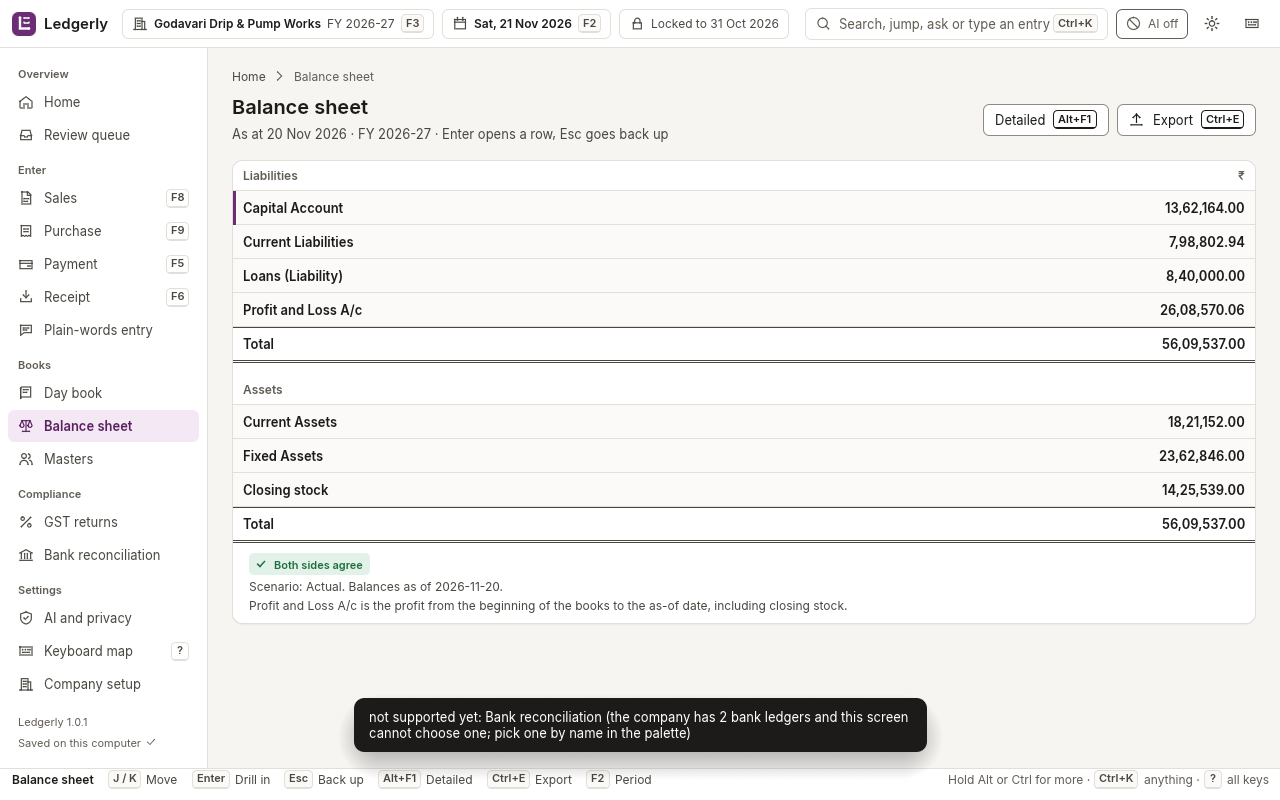 Ledgerly
Godavari Drip & Pump Works FY 2026-27 F3
Sat, 21 Nov 2026 F2
Locked to 31 Oct 2026
Search, jump, ask or type an entry Ctrl+K
AI off
Overview
Home
Review queue
Enter
Sales F8
Purchase F9
Payment F5
Receipt F6
Plain-words entry
Books
Day book
Balance sheet
Masters
Compliance
GST returns
Bank reconciliation
Settings
AI and privacy
Keyboard map ?
Company setup
Ledgerly 1.0.1
Saved on this computer
Home > Balance sheet
Balance sheet
As at 20 Nov 2026 · FY 2026-27 · Enter opens a row, Esc goes back up
Detailed Alt+F1
Export Ctrl+E
Liabilities ₹
Capital Account 13,62,164.00
Current Liabilities 7,98,802.94
Loans (Liability) 8,40,000.00
Profit and Loss A/c 26,08,570.06
Total 56,09,537.00
Assets
Current Assets 18,21,152.00
Fixed Assets 23,62,846.00
Closing stock 14,25,539.00
Total 56,09,537.00
Both sides agree
Scenario: Actual. Balances as of 2026-11-20.
Profit and Loss A/c is the profit from the beginning of the books to the as-of date, including closing stock.
not supported yet: Bank reconciliation (the company has 2 bank ledgers and this screen
cannot choose one; pick one by name in the palette)
Balance sheet J / K Move Enter Drill in Esc Back up Alt+F1 Detailed Ctrl+E Export F2 Period
Hold Alt or Ctrl for more · Ctrl+K anything · ? all keys